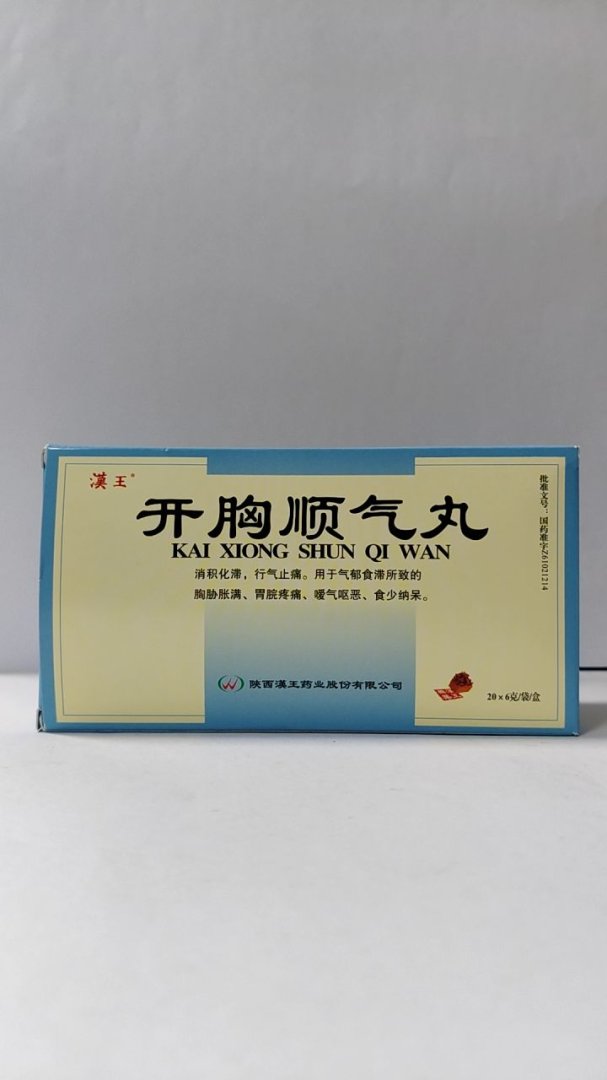 漢王®
开胸顺气丸
KAI XIONG SHUN QI WAN
消积化滞，行气止痛。用于气郁食滞所致的
胸胁胀满、胃脘疼痛、嗳气呕恶、食少纳呆。
批准文号：国药准字Z61021214
陕西漢王药业股份有限公司
20×6克/袋/盒